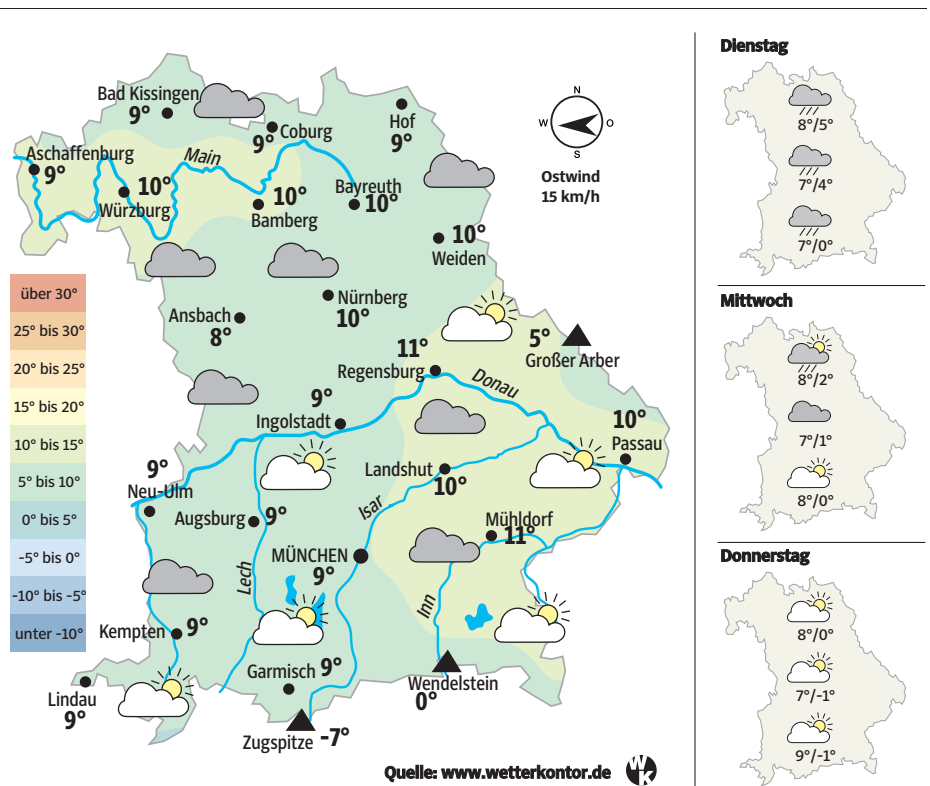 Bad Kissingen
9°
Coburg
9°
Hof
9°
N
W
O
S
Ostwind
15 km/h
Aschaffenburg
9°
Main
10°
Würzburg
10°
Bamberg
Bayreuth
10°
10°
Weiden
Nürnberg
10°
Ansbach
8°
5°
Großer Arber
11°
Regensburg
Donau
9°
Ingolstadt
10°
Passau
Landshut
10°
9°
Neu-Ulm
Augsburg
9°
Isar
Mühldorf
11°
MÜNCHEN
9°
Lech
Inn
Kempten
9°
Lindau
9°
Garmisch
9°
Wendelstein
0°
Zugspitze
-7°
über 30°
25° bis 30°
20° bis 25°
15° bis 20°
10° bis 15°
5° bis 10°
0° bis 5°
-5° bis 0°
-10° bis -5°
unter -10°
Quelle: www.wetterkontor.de
WK
Dienstag
8°/5°
7°/4°
7°/0°
Mittwoch
8°/2°
7°/1°
8°/0°
Donnerstag
8°/0°
7°/-1°
9°/-1°